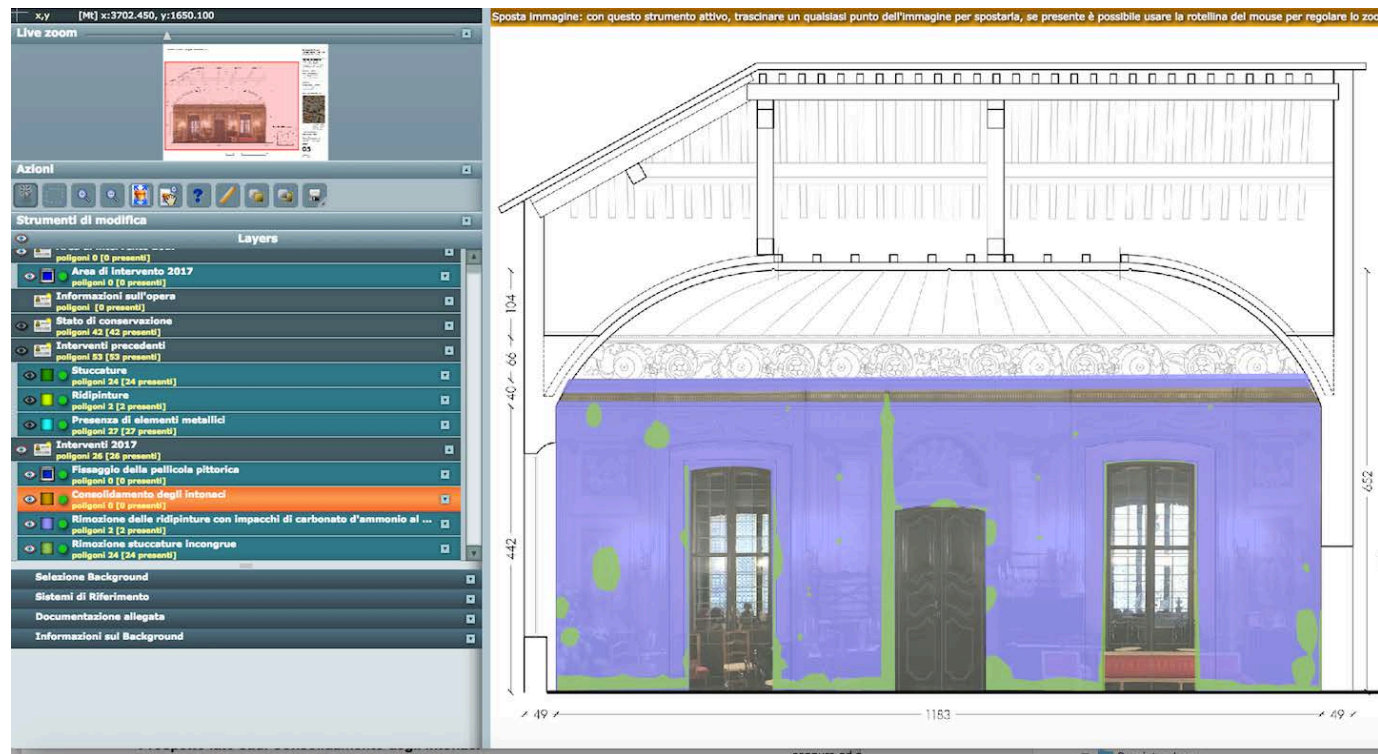 x,y [Mt] x:3702.450, y:1650.100
Sposta immagine: con questo strumento attivo, trascinare un qualsiasi punto dell'immagine per spostarla, se presente è possibile usare la rotellina del mouse per regolare lo zoo
Live zoom
03
Azioni
Strumenti di modifica
Layers
poligoni 0 [0 presenti]
Area di intervento 2017
poligoni 0 [0 presenti]
Informazioni sull'opera
poligoni [0 presenti]
Stato di conservazione
poligoni 42 [42 presenti]
Interventi precedenti
poligoni 53 [53 presenti]
Stuccature
poligoni 24 [24 presenti]
Ridipinture
poligoni 2 [2 presenti]
Presenza di elementi metallici
poligoni 27 [27 presenti]
Interventi 2017
poligoni 26 [26 presenti]
Fissaggio della pellicola pittorica
poligoni 0 [0 presenti]
Consolidamento degli intonaci
poligoni 0 [0 presenti]
Rimozione delle ridipinture con impacchi di carbonato d'ammonio al ...
poligoni 2 [2 presenti]
Rimozione stuccature incongrue
poligoni 24 [24 presenti]
Selezione Background
Sistemi di Riferimento
Documentazione allegata
Informazioni sul Background
104
66
40
442
652
49
1183
49